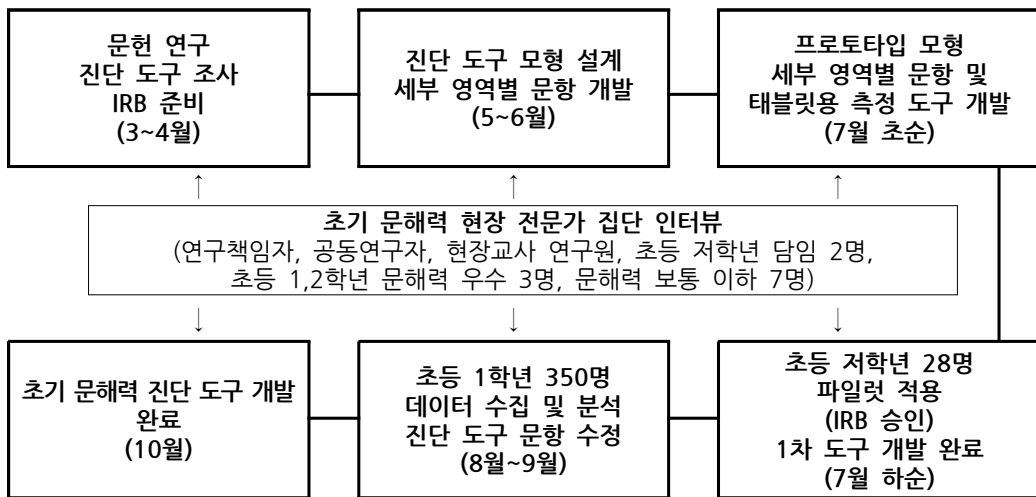 문헌 연구
진단 도구 조사
IRB 준비
(3~4월)
진단 도구 모형 설계
세부 영역별 문항 개발
(5~6월)
프로토타입 모형
세부 영역별 문항 및
태블릿용 측정 도구 개발
(7월 초순)
↑ ↑ ↑
초기 문해력 현장 전문가 집단 인터뷰
(연구책임자, 공동연구자, 현장교사 연구원, 초등 저학년 담임 2명,
초등 1,2학년 문해력 우수 3명, 문해력 보통 이하 7명)
↓ ↓ ↓
초기 문해력 진단 도구 개발
완료
(10월)
초등 1학년 350명
데이터 수집 및 분석
진단 도구 문항 수정
(8월~9월)
초등 저학년 28명
파일럿 적용
(IRB 승인)
1차 도구 개발 완료
(7월 하순)